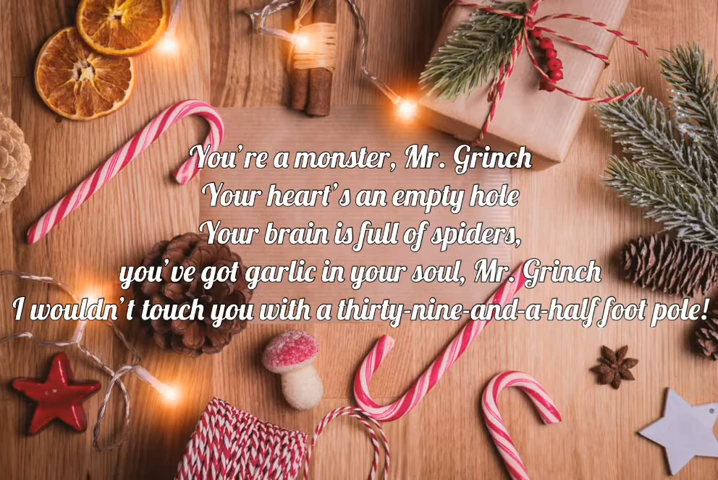 You're a monster, Mr. Grinch
Your heart's an empty hole
Your brain is full of spiders,
you've got garlic in your soul, Mr. Grinch
I wouldn't touch you with a thirty-nine-and-a-half foot pole!